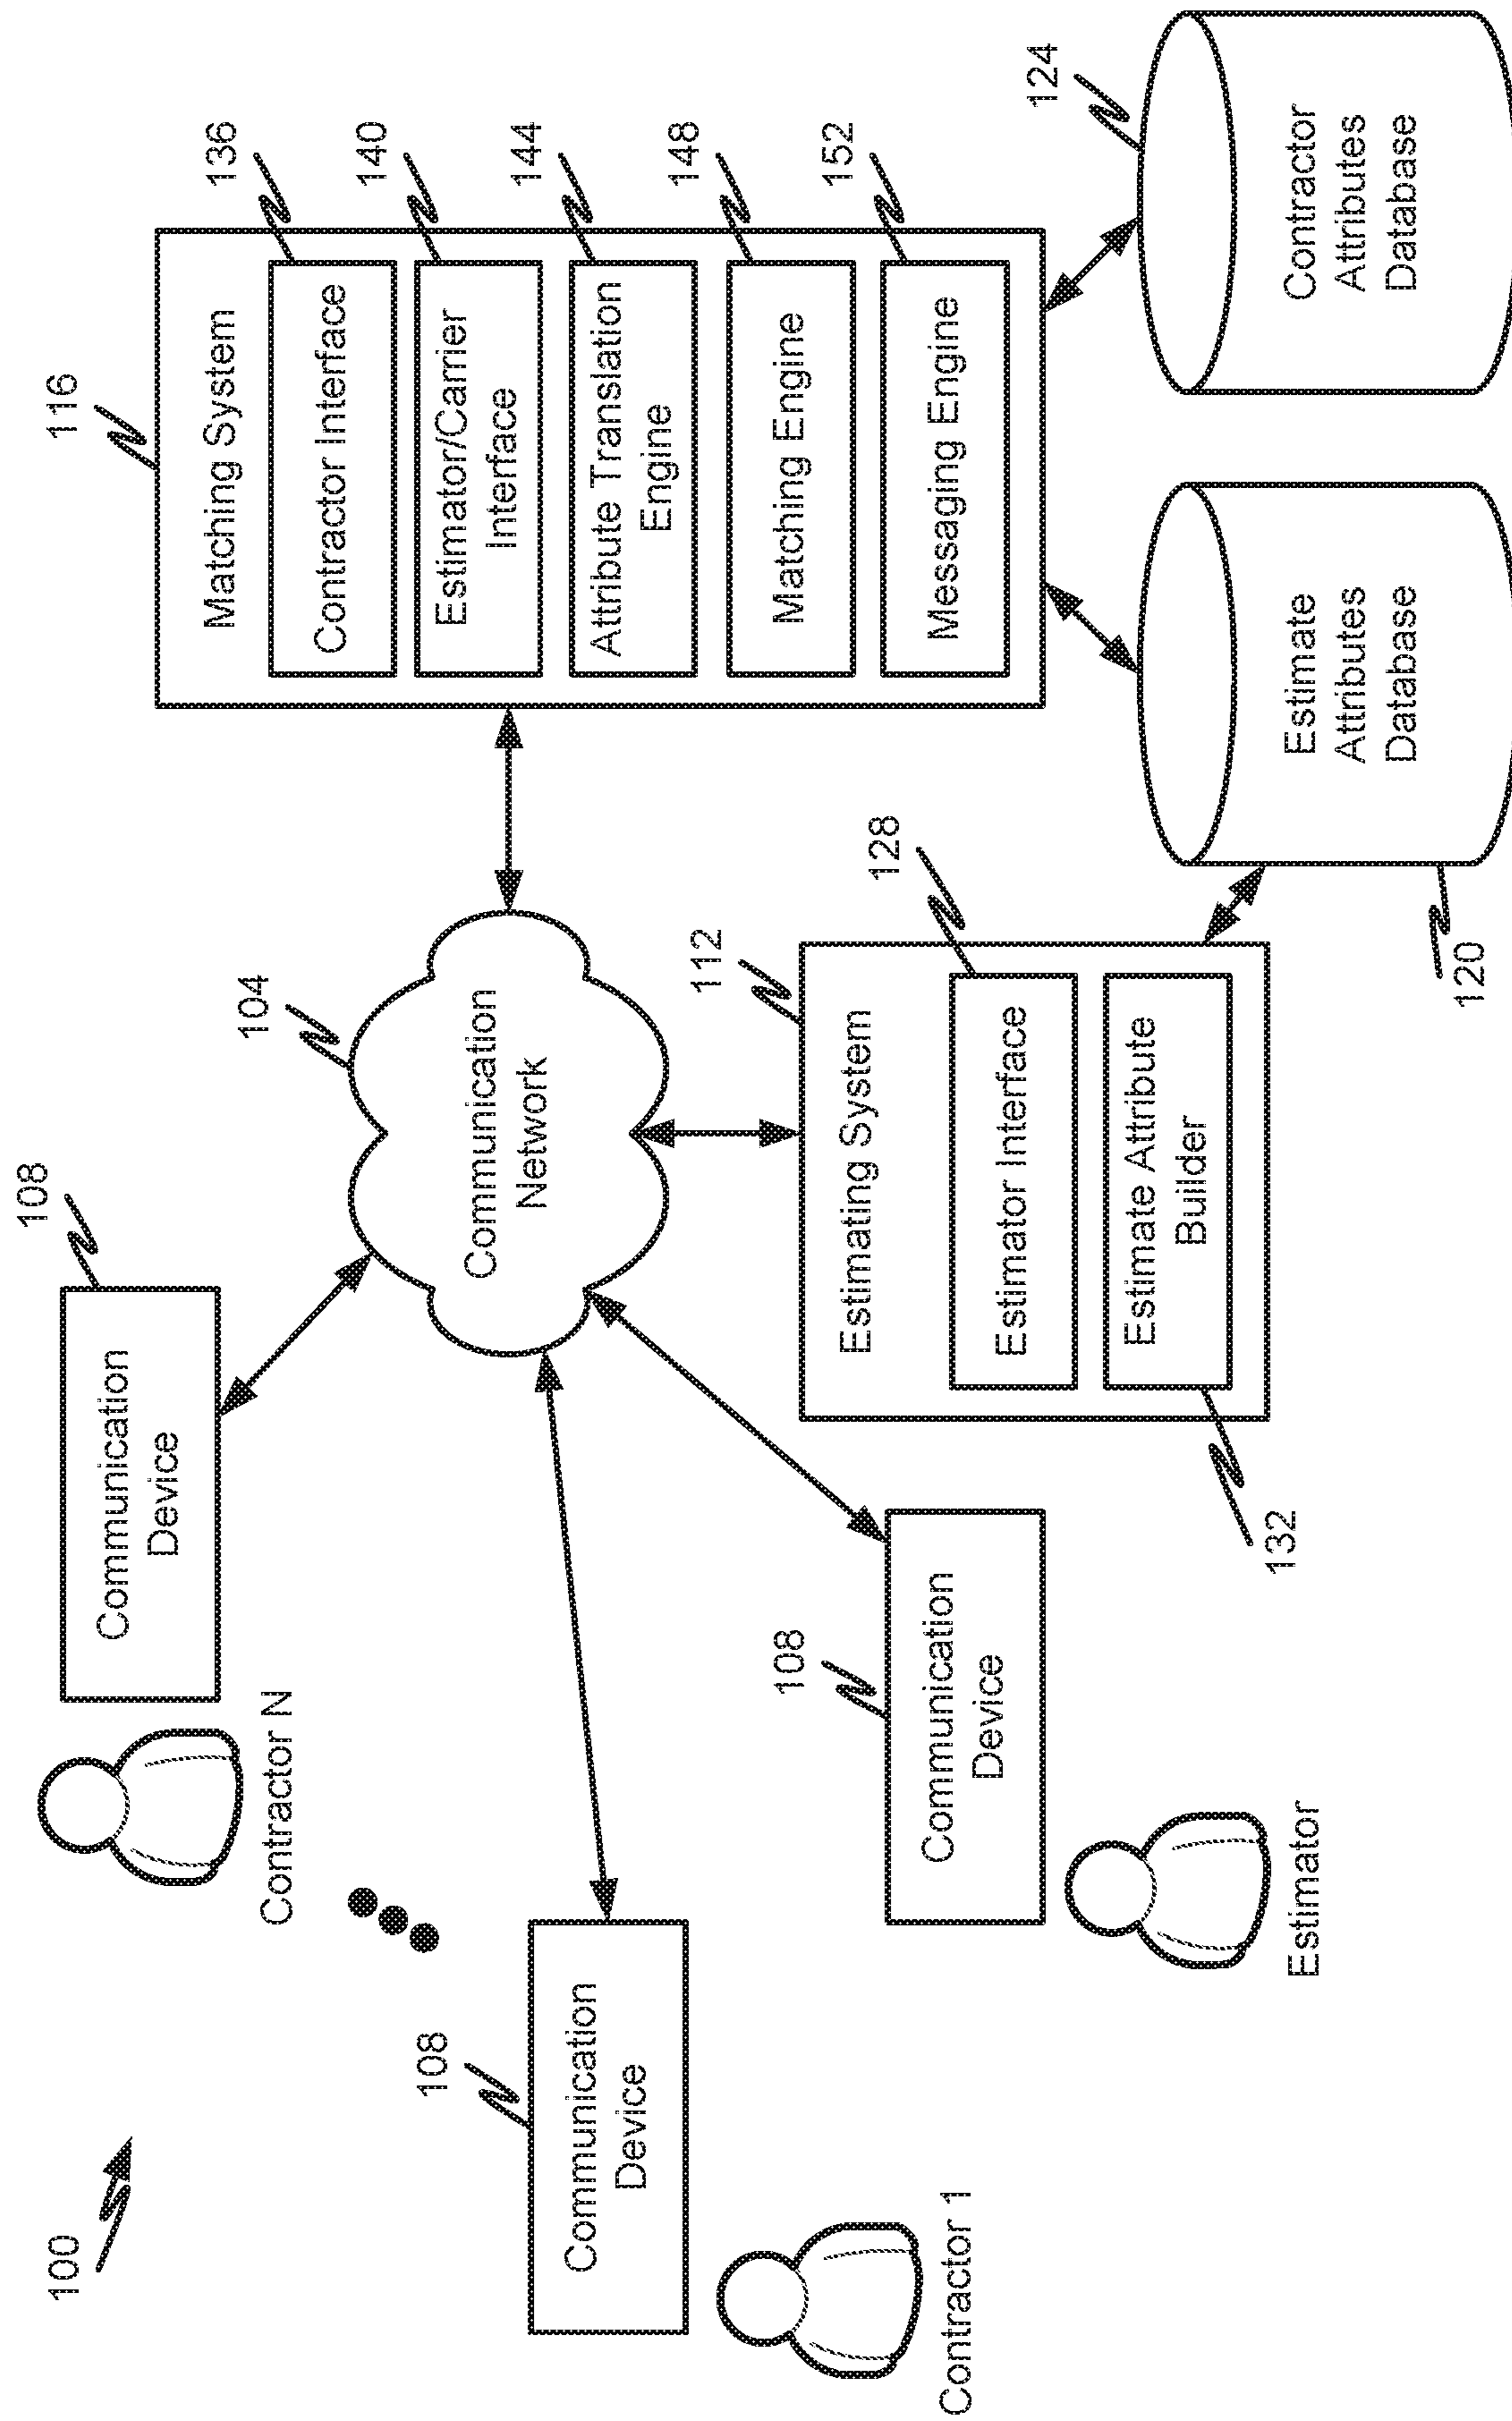 100
Contractor N
Communication
Device
108
108
Communication
Device
Contractor 1
104
Communication
Network
108
Communication
Device
Estimator
112
Estimating System
128
Estimator Interface
Estimate Attribute
Builder
132
116
Matching System
Contractor Interface
136
Estimator/Carrier
Interface
140
Attribute Translation
Engine
144
Matching Engine
148
Messaging Engine
152
Estimate
Attributes
Database
120
Contractor
Attributes
Database
124